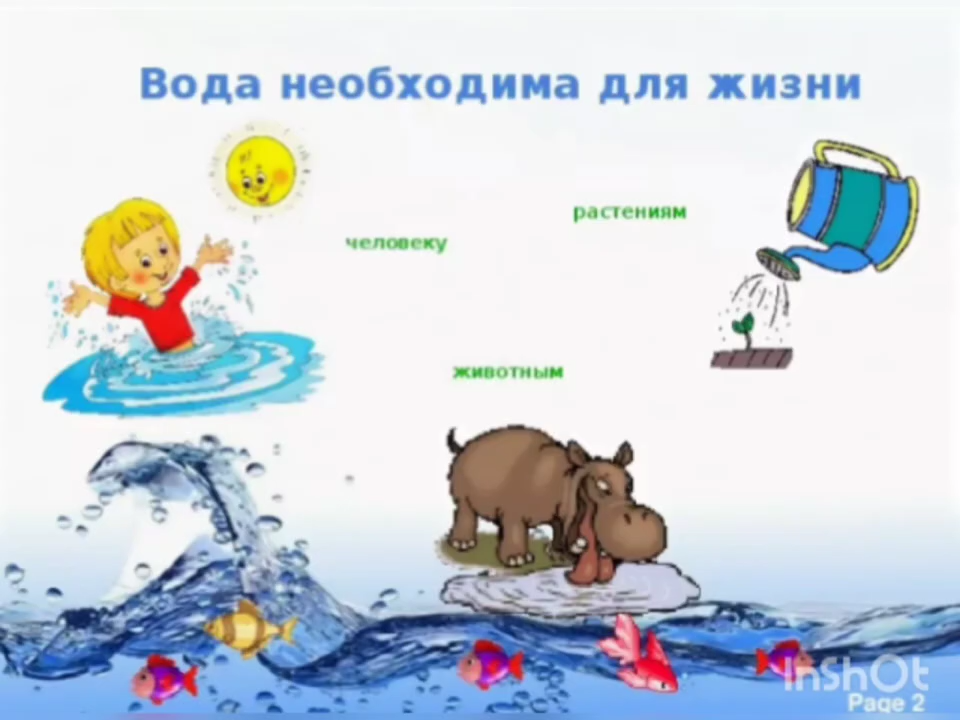 Вода необходима для жизни
растениям
человеку
животным
InShOt
Page 2